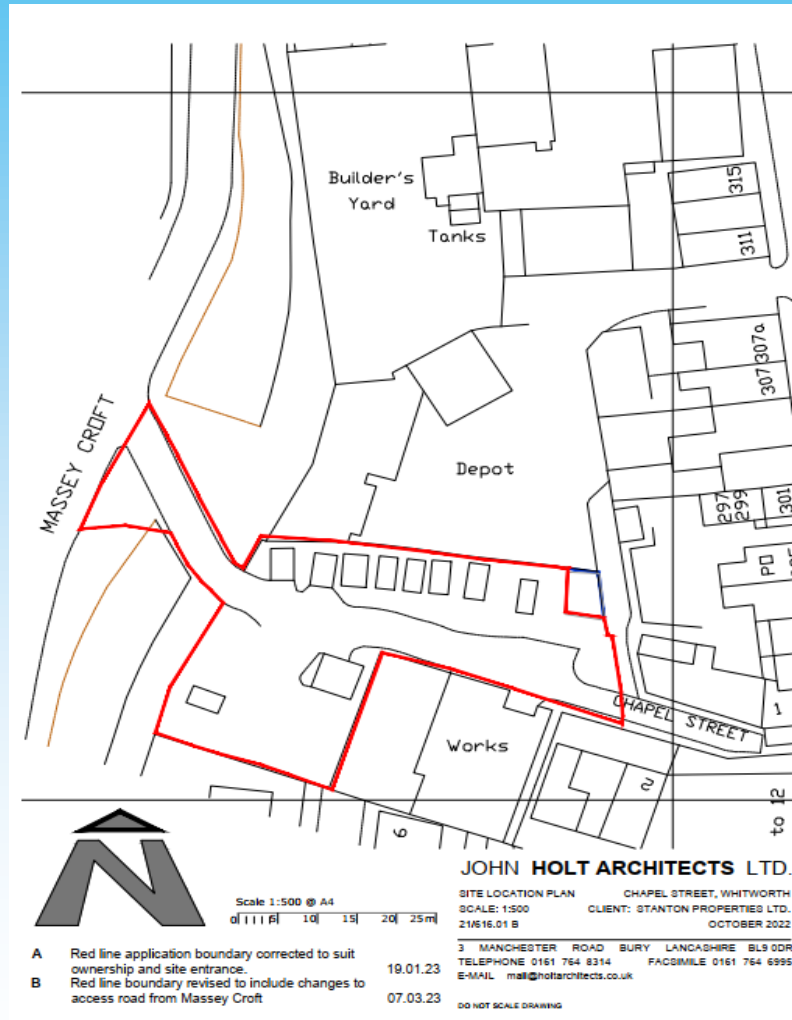 Builder's
Yard
Tanks
315
311
307a
307
MASSEY CROFT
Depot
297
299
301
PO
CHAPEL STREET
1
Works
2
6
to 12
N
Scale 1:500 @ A4
0 5 10 15 20 25m
JOHN HOLT ARCHITECTS LTD.
SITE LOCATION PLAN CHAPEL STREET, WHITWORTH
SCALE: 1:500 CLIENT: STANTON PROPERTIES LTD.
21/616.01 B OCTOBER 2022
3 MANCHESTER ROAD BURY LANCASHIRE BL9 0DR
TELEPHONE 0161 764 8314 FACSIMILE 0161 764 6995
E-MAIL mail@holtarchitects.co.uk
DO NOT SCALE DRAWING
A Red line application boundary corrected to suit
ownership and site entrance. 19.01.23
B Red line boundary revised to include changes to
access road from Massey Croft 07.03.23